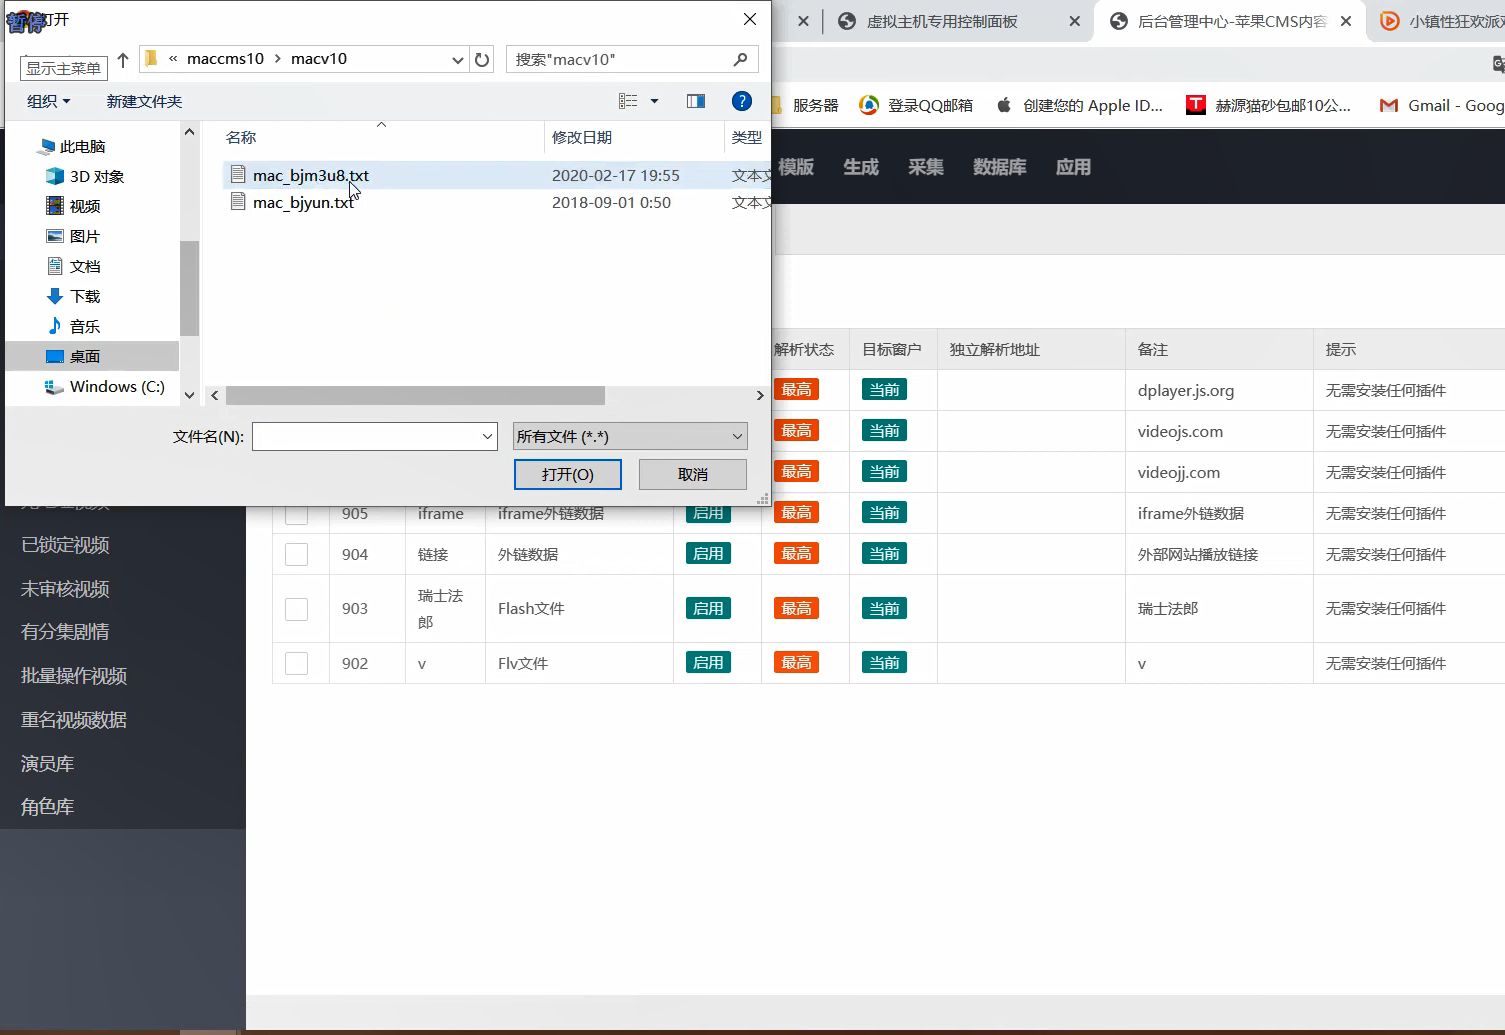 暂停
打开
虚拟主机专用控制面板
后台管理中心-苹果CMS内容
小镇性狂欢派对
显示主菜单
« maccms10 › macv10
搜索"macv10"
组织
新建文件夹
服务器
登录QQ邮箱
创建您的 Apple ID...
赫源猫砂包邮10公...
Gmail - Goog
此电脑
3D 对象
视频
图片
文档
下载
音乐
桌面
Windows (C:)
名称 修改日期 类型
mac_bjm3u8.txt 2020-02-17 19:55 文本文
mac_bjyun.txt 2018-09-01 0:50 文本文
文件名(N):
所有文件 (*.*)
打开(O)
取消
模版 生成 采集 数据库 应用
解析状态 目标窗户 独立解析地址 备注 提示
最高 当前 dplayer.js.org 无需安装任何插件
最高 当前 videojs.com 无需安装任何插件
最高 当前 videojj.com 无需安装任何插件
905 iframe iframe外链数据 启用 最高 当前 iframe外链数据 无需安装任何插件
904 链接 外链数据 启用 最高 当前 外部网站播放链接 无需安装任何插件
903 瑞士法郎 Flash文件 启用 最高 当前 瑞士法郎 无需安装任何插件
902 v Flv文件 启用 最高 当前 v 无需安装任何插件
已锁定视频
未审核视频
有分集剧情
批量操作视频
重名视频数据
演员库
角色库